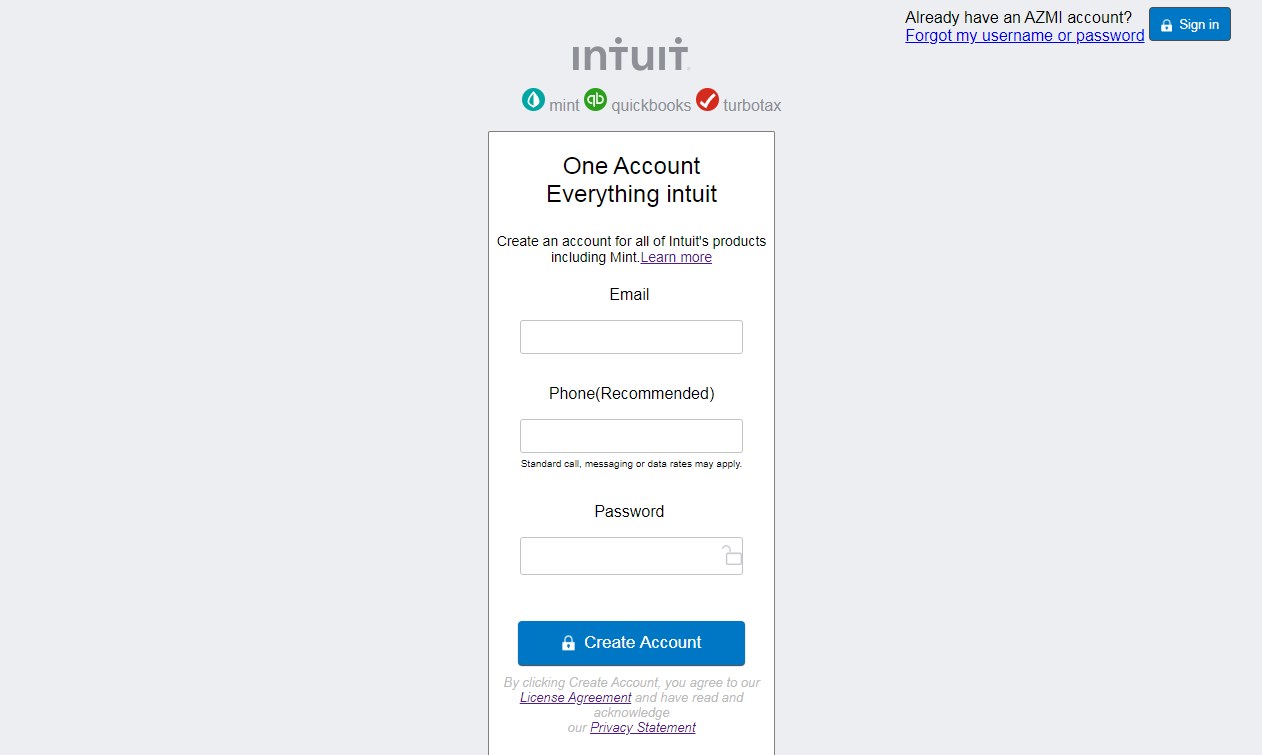 Already have an AZMI account?
Forgot my username or password
Sign in
intuit
mint quickbooks turbotax
One Account
Everything intuit
Create an account for all of Intuit's products
including Mint.Learn more
Email
Phone(Recommended)
Standard call, messaging or data rates may apply.
Password
Create Account
By clicking Create Account, you agree to our
License Agreement and have read and
acknowledge
our Privacy Statement